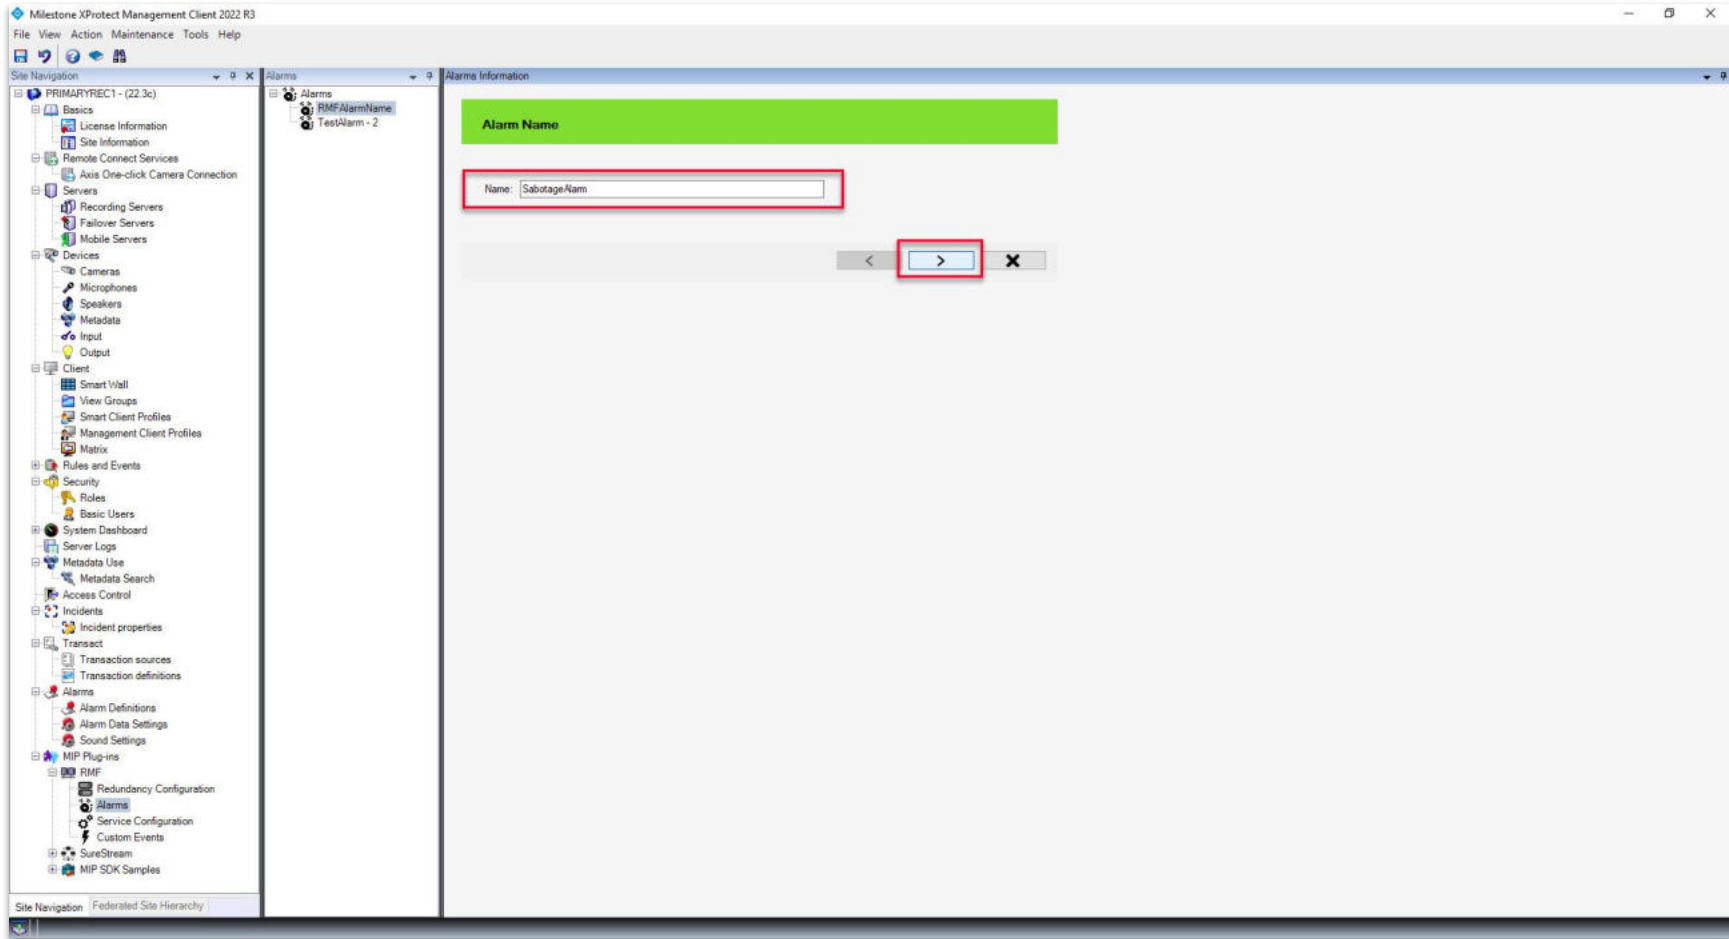 Milestone XProtect Management Client 2022 R3
File View Action Maintenance Tools Help
Site Navigation
PRIMARYREC1 - (22.3c)
Basics
License Information
Site Information
Remote Connect Services
Axis One-click Camera Connection
Servers
Recording Servers
Failover Servers
Mobile Servers
Devices
Cameras
Microphones
Speakers
Metadata
Input
Output
Client
Smart Wall
View Groups
Smart Client Profiles
Management Client Profiles
Matrix
Rules and Events
Security
Roles
Basic Users
System Dashboard
Server Logs
Metadata Use
Metadata Search
Access Control
Incidents
Incident properties
Transact
Transaction sources
Transaction definitions
Alarms
Alarm Definitions
Alarm Data Settings
Sound Settings
MIP Plug-ins
RMF
Redundancy Configuration
Alarms
Service Configuration
Custom Events
SureStream
MIP SDK Samples
Site Navigation Federated Site Hierarchy
Alarms
Alarms
RMFAlarmName
TestAlarm - 2
Alarms Information
Alarm Name
Name: SabotageAlarm